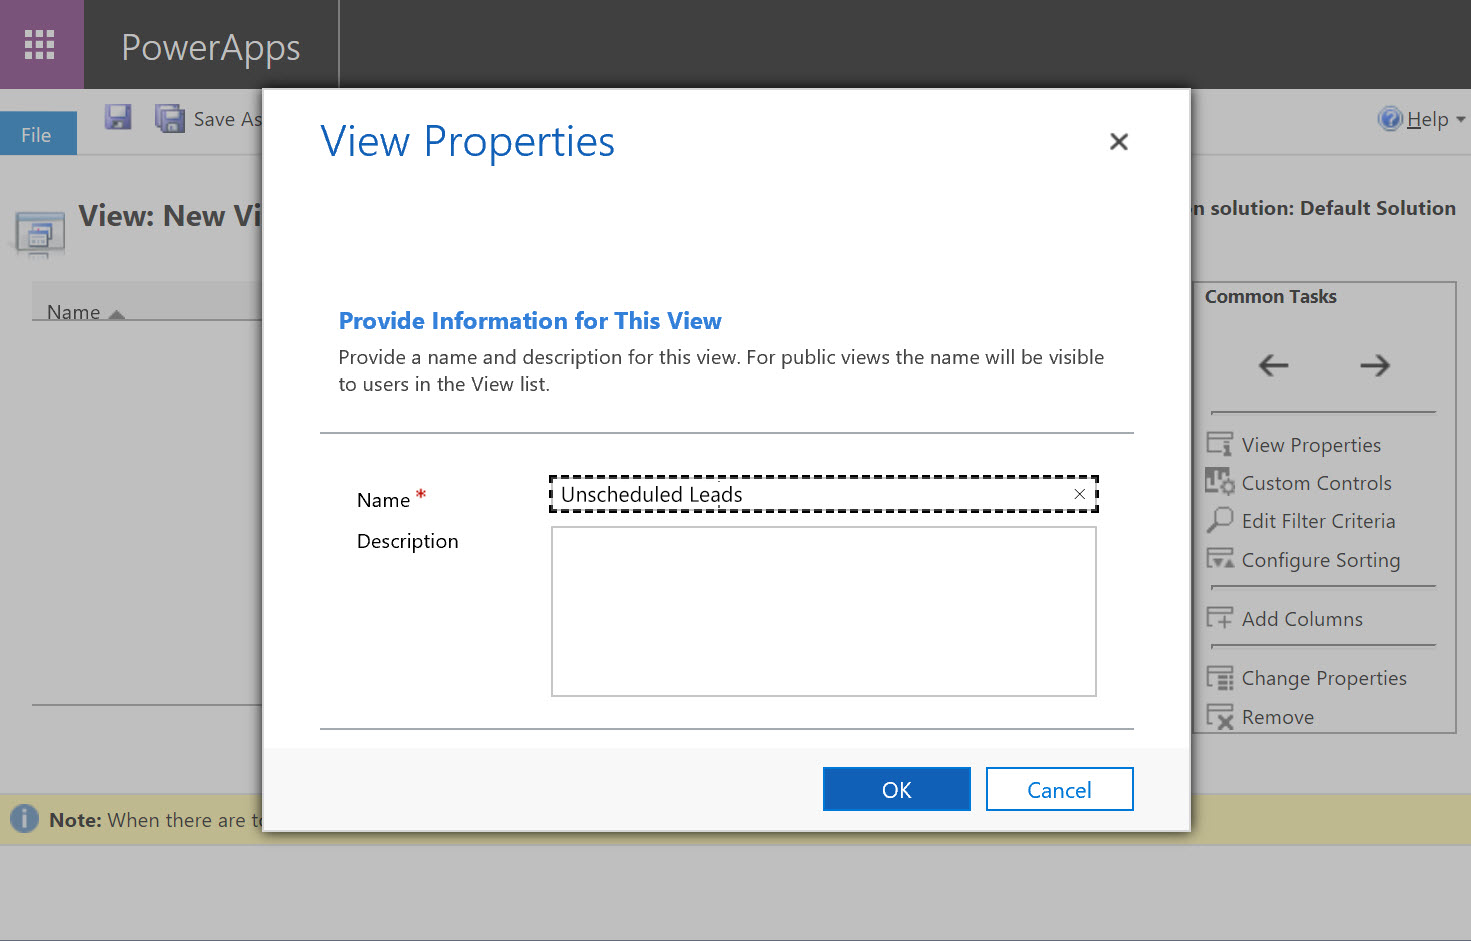 PowerApps
File
Save As
Help
View: New Vi
n solution: Default Solution
Name
View Properties
Provide Information for This View
Provide a name and description for this view. For public views the name will be visible
to users in the View list.
Name *
Unscheduled Leads
Description
OK
Cancel
Common Tasks
View Properties
Custom Controls
Edit Filter Criteria
Configure Sorting
Add Columns
Change Properties
Remove
Note: When there are to